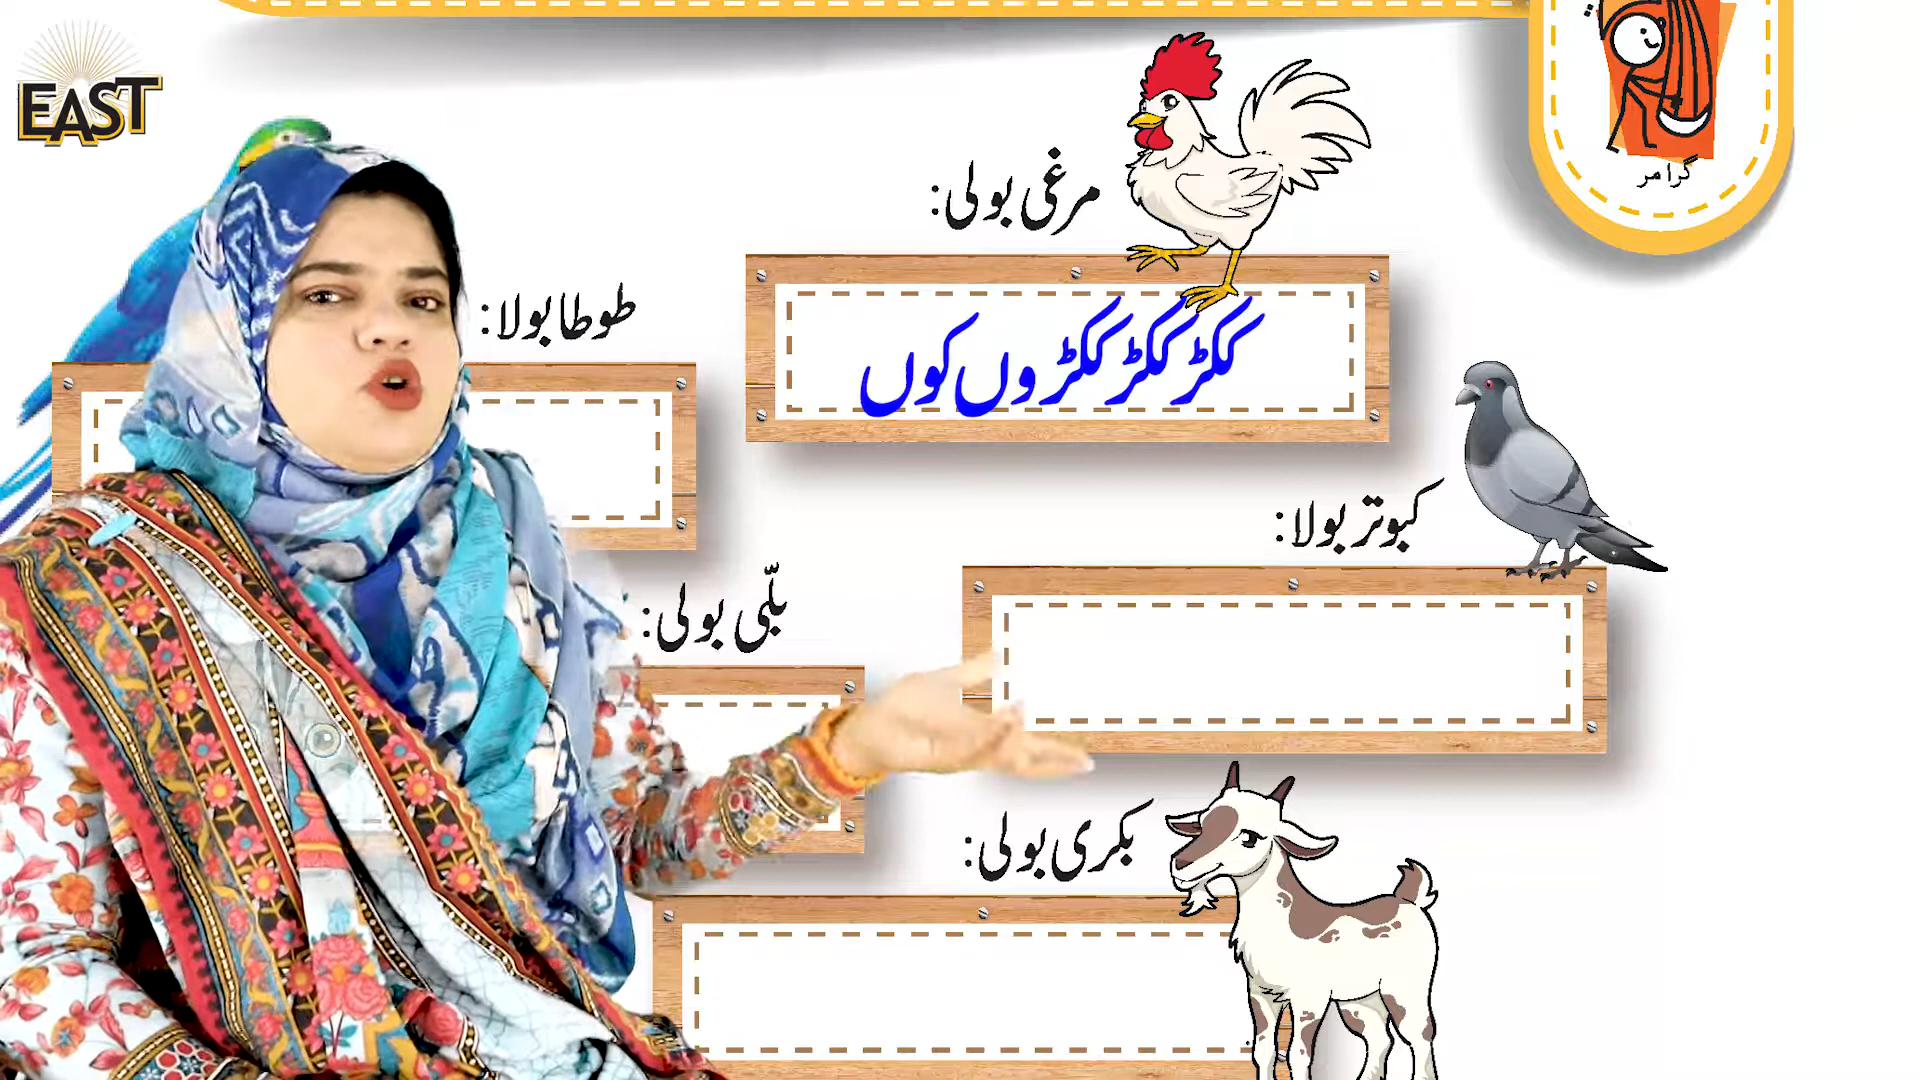 EAST
گرامر
مرغی بولی:
ککڑ ککڑ ککڑوں کوں
طوطا بولا:
کبوتر بولا:
بلّی بولی:
بکری بولی: